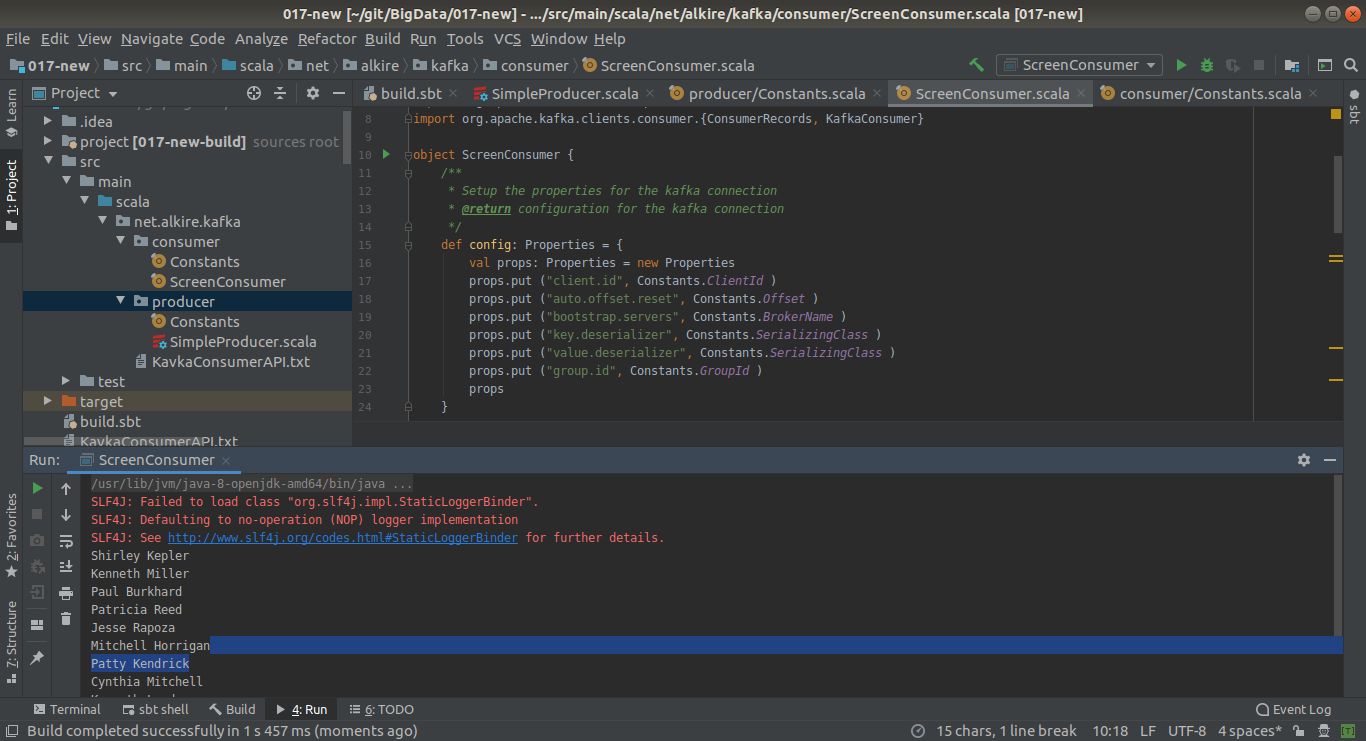 017-new [~/git/BigData/017-new] - .../src/main/scala/net/alkire/kafka/consumer/ScreenConsumer.scala [017-new]
File Edit View Navigate Code Analyze Refactor Build Run Tools VCS Window Help
017-new src main scala net alkire kafka consumer ScreenConsumer.scala
ScreenConsumer
Learn
1: Project
2: Favorites
7: Structure
Project
.idea
project [017-new-build] sources root
src
main
scala
net.alkire.kafka
consumer
Constants
ScreenConsumer
producer
Constants
SimpleProducer.scala
KavkaConsumerAPI.txt
test
target
build.sbt
KavkaConsumerAPI.txt
build.sbt SimpleProducer.scala producer/Constants.scala ScreenConsumer.scala consumer/Constants.scala
8 import org.apache.kafka.clients.consumer.{ConsumerRecords, KafkaConsumer}
9
10 object ScreenConsumer {
11 /**
12 * Setup the properties for the kafka connection
13 * @return configuration for the kafka connection
14 */
15 def config: Properties = {
16 val props: Properties = new Properties
17 props.put ("client.id", Constants.ClientId )
18 props.put ("auto.offset.reset", Constants.Offset )
19 props.put ("bootstrap.servers", Constants.BrokerName )
20 props.put ("key.deserializer", Constants.SerializingClass )
21 props.put ("value.deserializer", Constants.SerializingClass )
22 props.put ("group.id", Constants.GroupId )
23 props
24 }
sbt
Run: ScreenConsumer
/usr/lib/jvm/java-8-openjdk-amd64/bin/java ...
SLF4J: Failed to load class "org.slf4j.impl.StaticLoggerBinder".
SLF4J: Defaulting to no-operation (NOP) logger implementation
SLF4J: See http://www.slf4j.org/codes.html#StaticLoggerBinder for further details.
Shirley Kepler
Kenneth Miller
Paul Burkhard
Patricia Reed
Jesse Rapoza
Mitchell Horrigan
Patty Kendrick
Cynthia Mitchell
Terminal sbt shell Build 4: Run 6: TODO Event Log
Build completed successfully in 1 s 457 ms (moments ago) 15 chars, 1 line break 10:18 LF UTF-8 4 spaces*